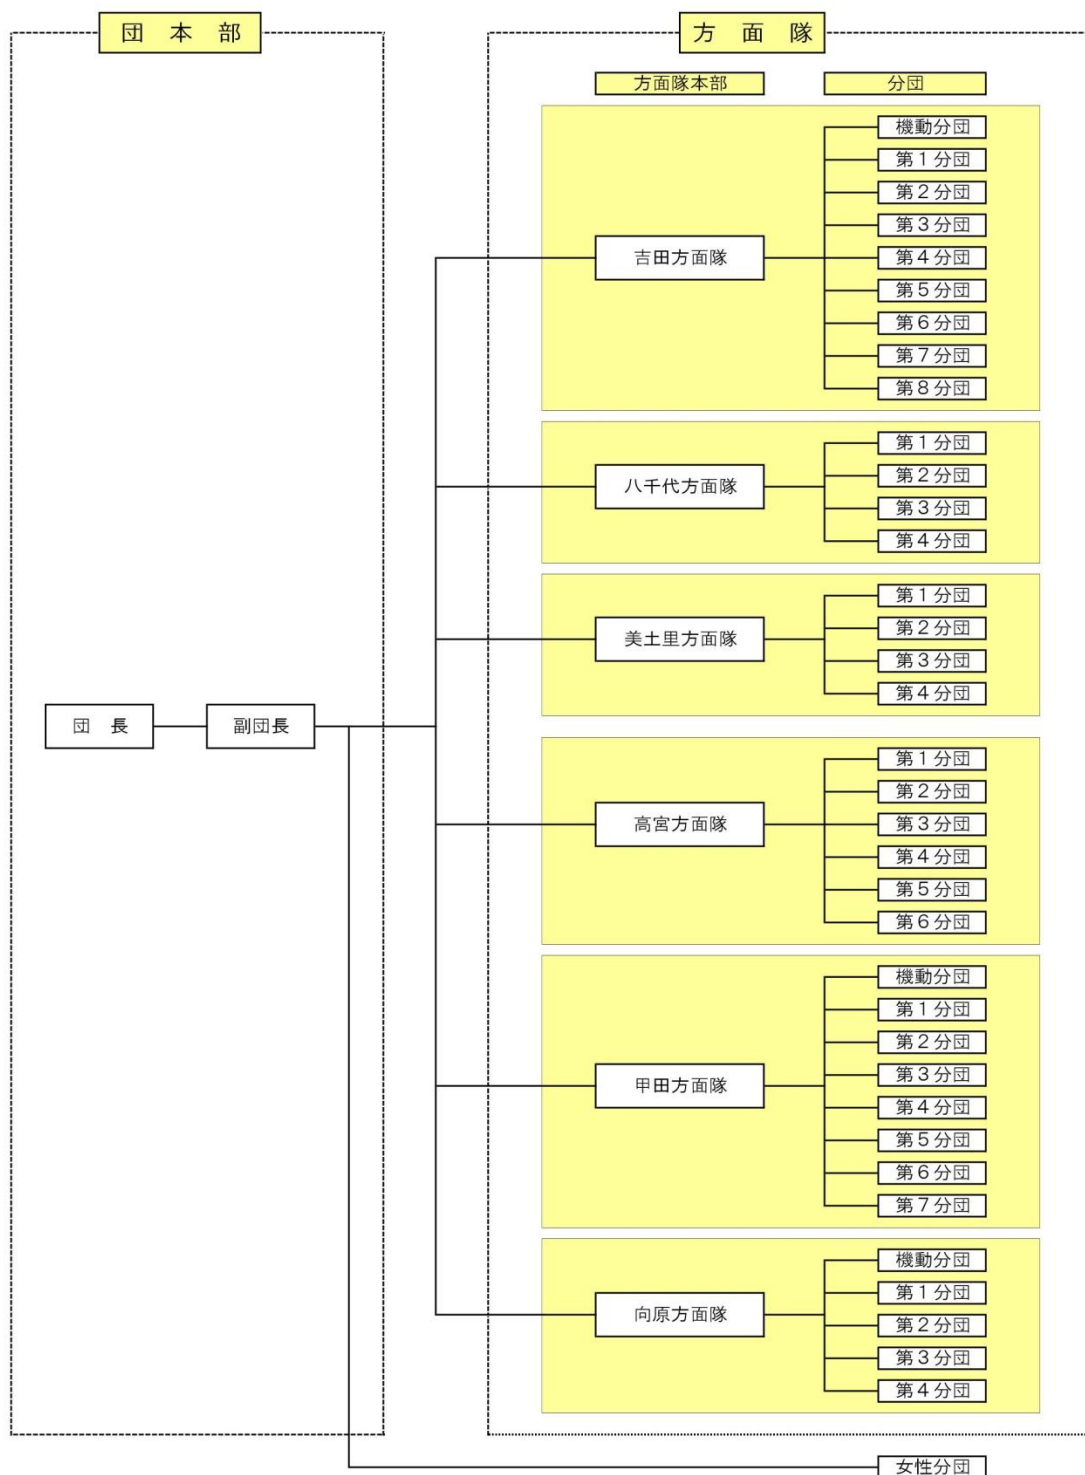 団 本 部
方 面 隊
方面隊本部
分団
団 長
副団長
吉田方面隊
機動分団
第1分団
第2分団
第3分団
第4分団
第5分団
第6分団
第7分団
第8分団
八千代方面隊
第1分団
第2分団
第3分団
第4分団
美土里方面隊
第1分団
第2分団
第3分団
第4分団
高宮方面隊
第1分団
第2分団
第3分団
第4分団
第5分団
第6分団
甲田方面隊
機動分団
第1分団
第2分団
第3分団
第4分団
第5分団
第6分団
第7分団
向原方面隊
機動分団
第1分団
第2分団
第3分団
第4分団
女性分団